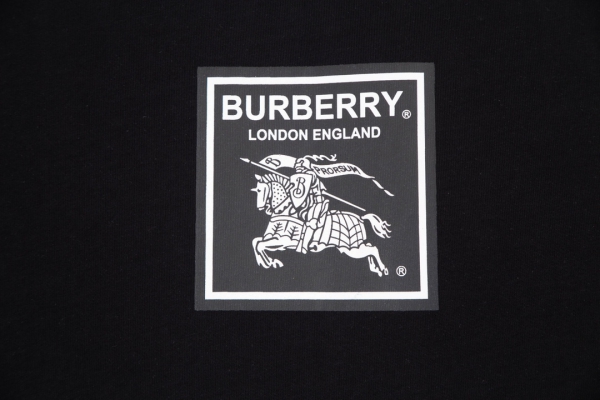 BURBERRY®
LONDON ENGLAND
B
PRORSUM
B
®